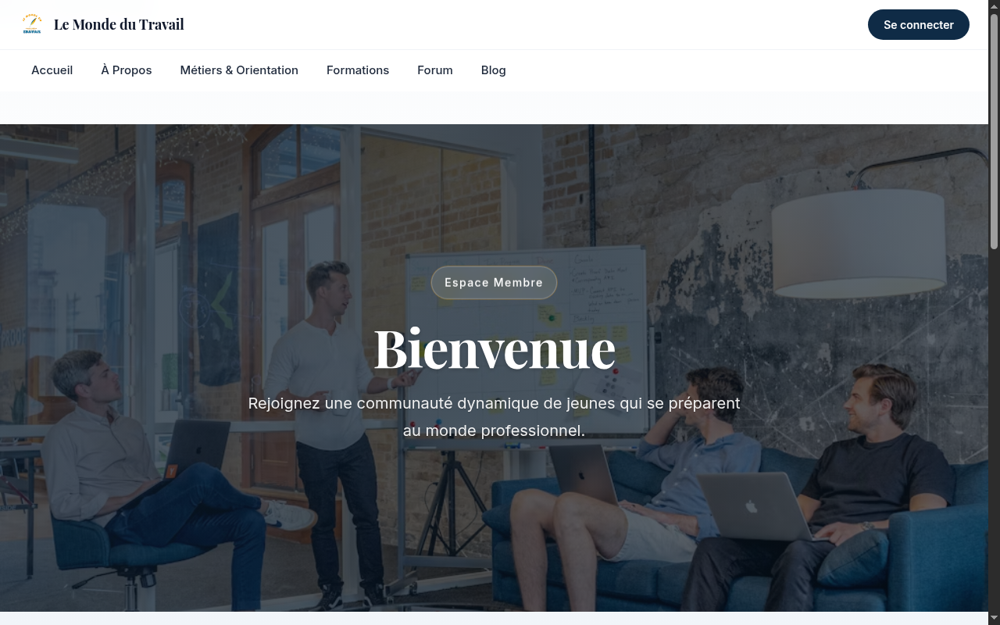 Le Monde du Travail
Se connecter
Accueil
À Propos
Métiers & Orientation
Formations
Forum
Blog
Espace Membre
Bienvenue
Rejoignez une communauté dynamique de jeunes qui se préparent
au monde professionnel.